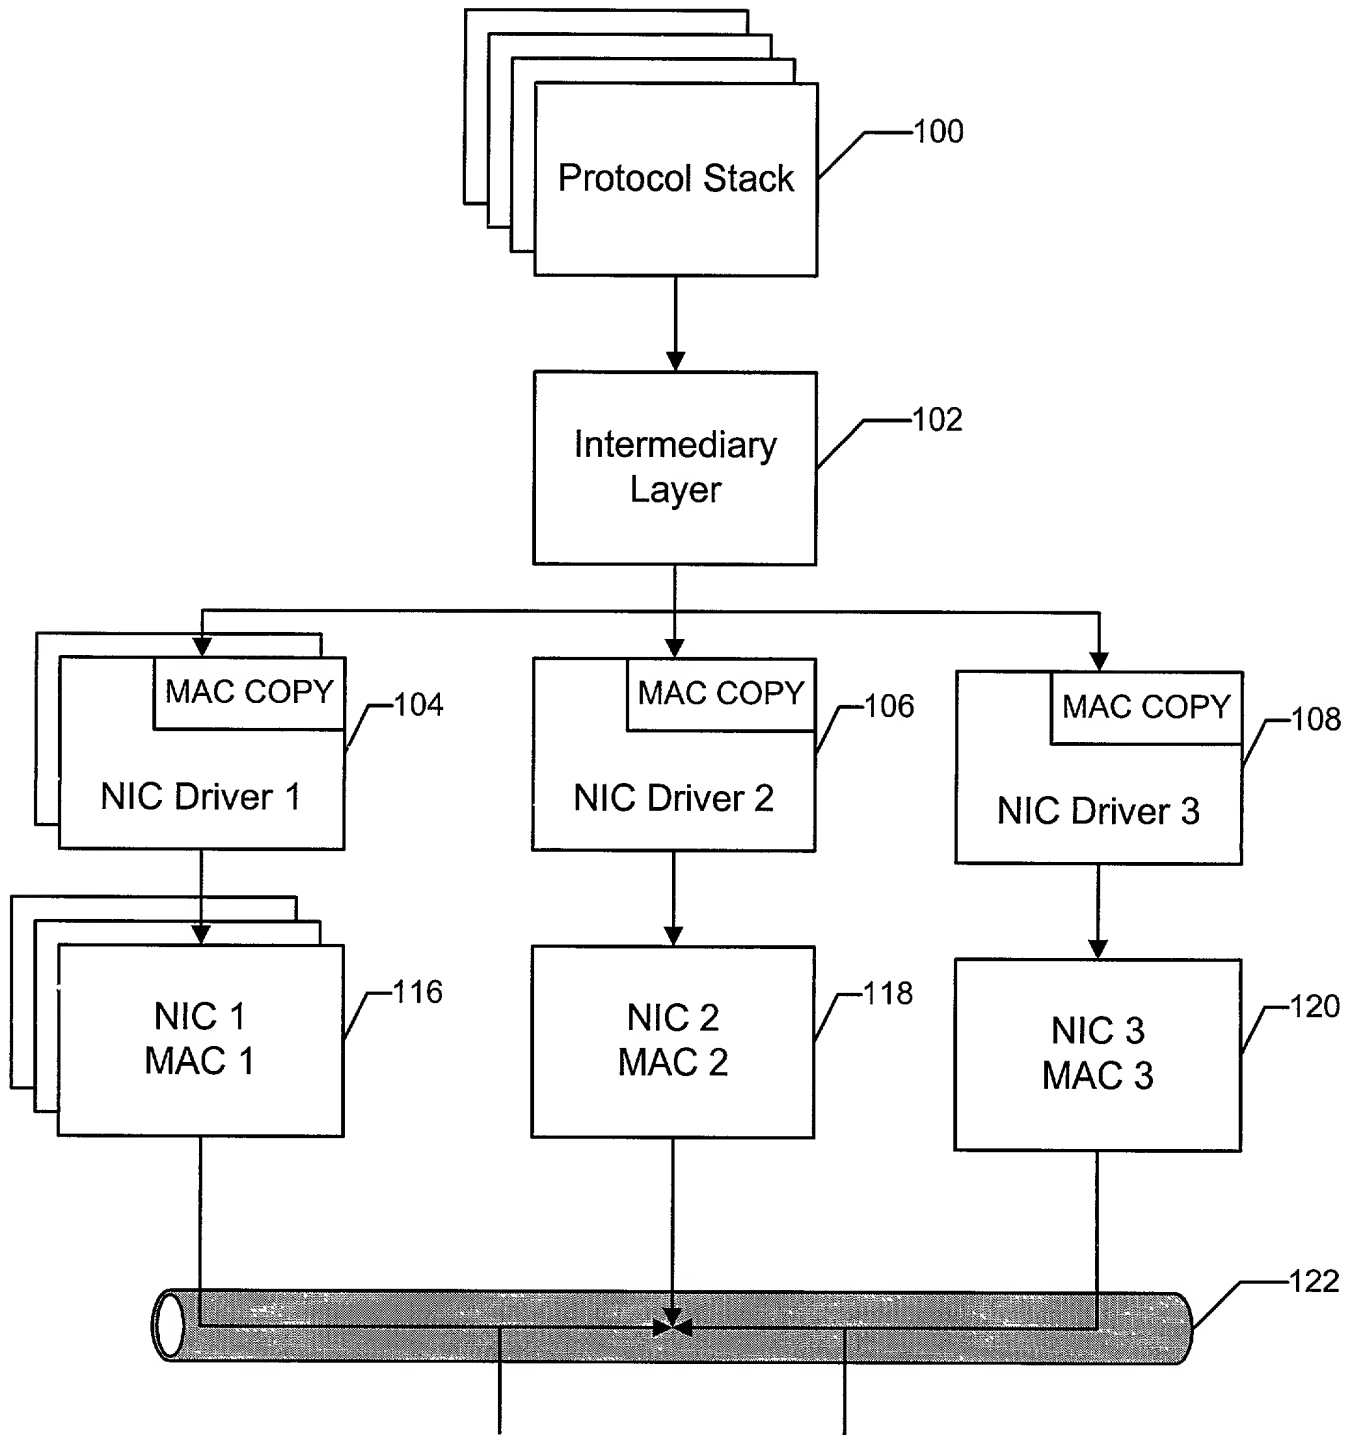 Protocol Stack
100
Intermediary
Layer
102
MAC COPY
NIC Driver 1
104
MAC COPY
NIC Driver 2
106
MAC COPY
NIC Driver 3
108
NIC 1
MAC 1
116
NIC 2
MAC 2
118
NIC 3
MAC 3
120
122